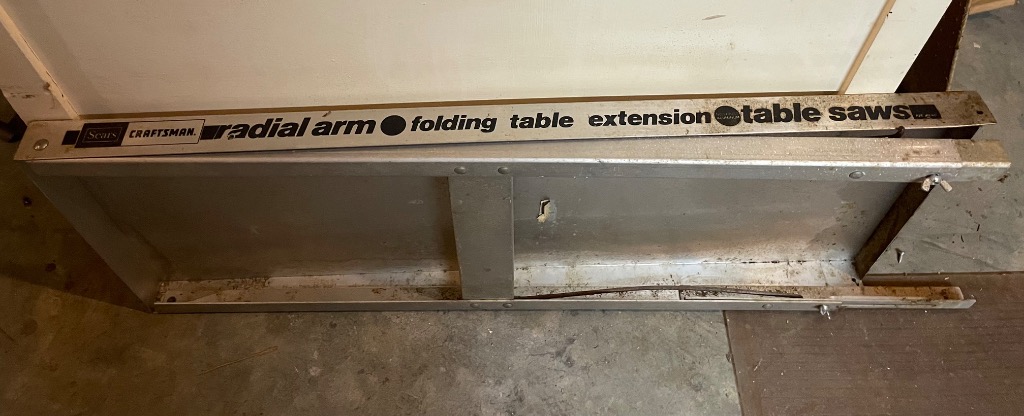 Sears CRAFTSMAN. radial arm folding table extension table saws